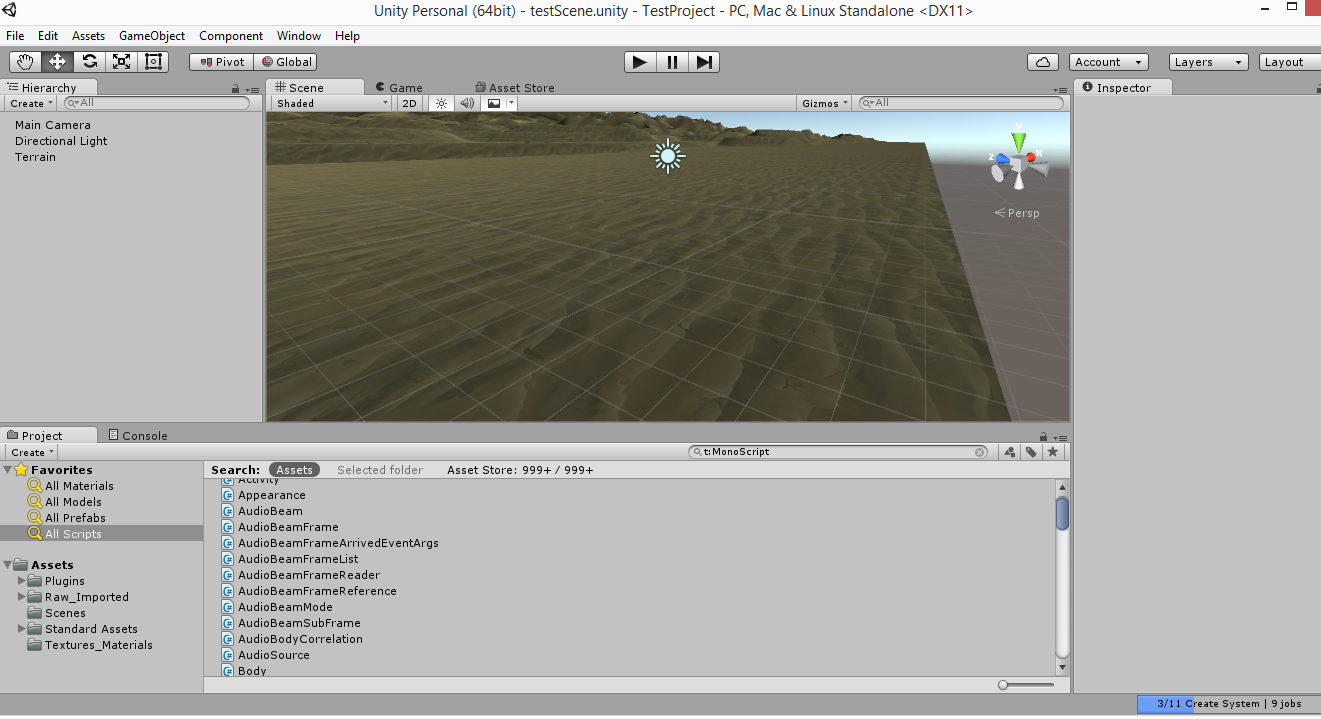 Unity Personal (64bit) - testScene.unity - TestProject - PC, Mac & Linux Standalone <DX11>
File Edit Assets GameObject Component Window Help
Pivot Global Account Layers Layout
Hierarchy
Create All
Main Camera
Directional Light
Terrain
Scene Game Asset Store
Shaded 2D Gizmos All
y
z x
Persp
Inspector
Project Console
Create t:MonoScript
Favorites
All Materials
All Models
All Prefabs
All Scripts
Assets
Plugins
Raw_Imported
Scenes
Standard Assets
Textures_Materials
Search: Assets Selected folder Asset Store: 999+ / 999+
Activity
Appearance
AudioBeam
AudioBeamFrame
AudioBeamFrameArrivedEventArgs
AudioBeamFrameList
AudioBeamFrameReader
AudioBeamFrameReference
AudioBeamMode
AudioBeamSubFrame
AudioBodyCorrelation
AudioSource
Body
3/11 Create System | 9 jobs